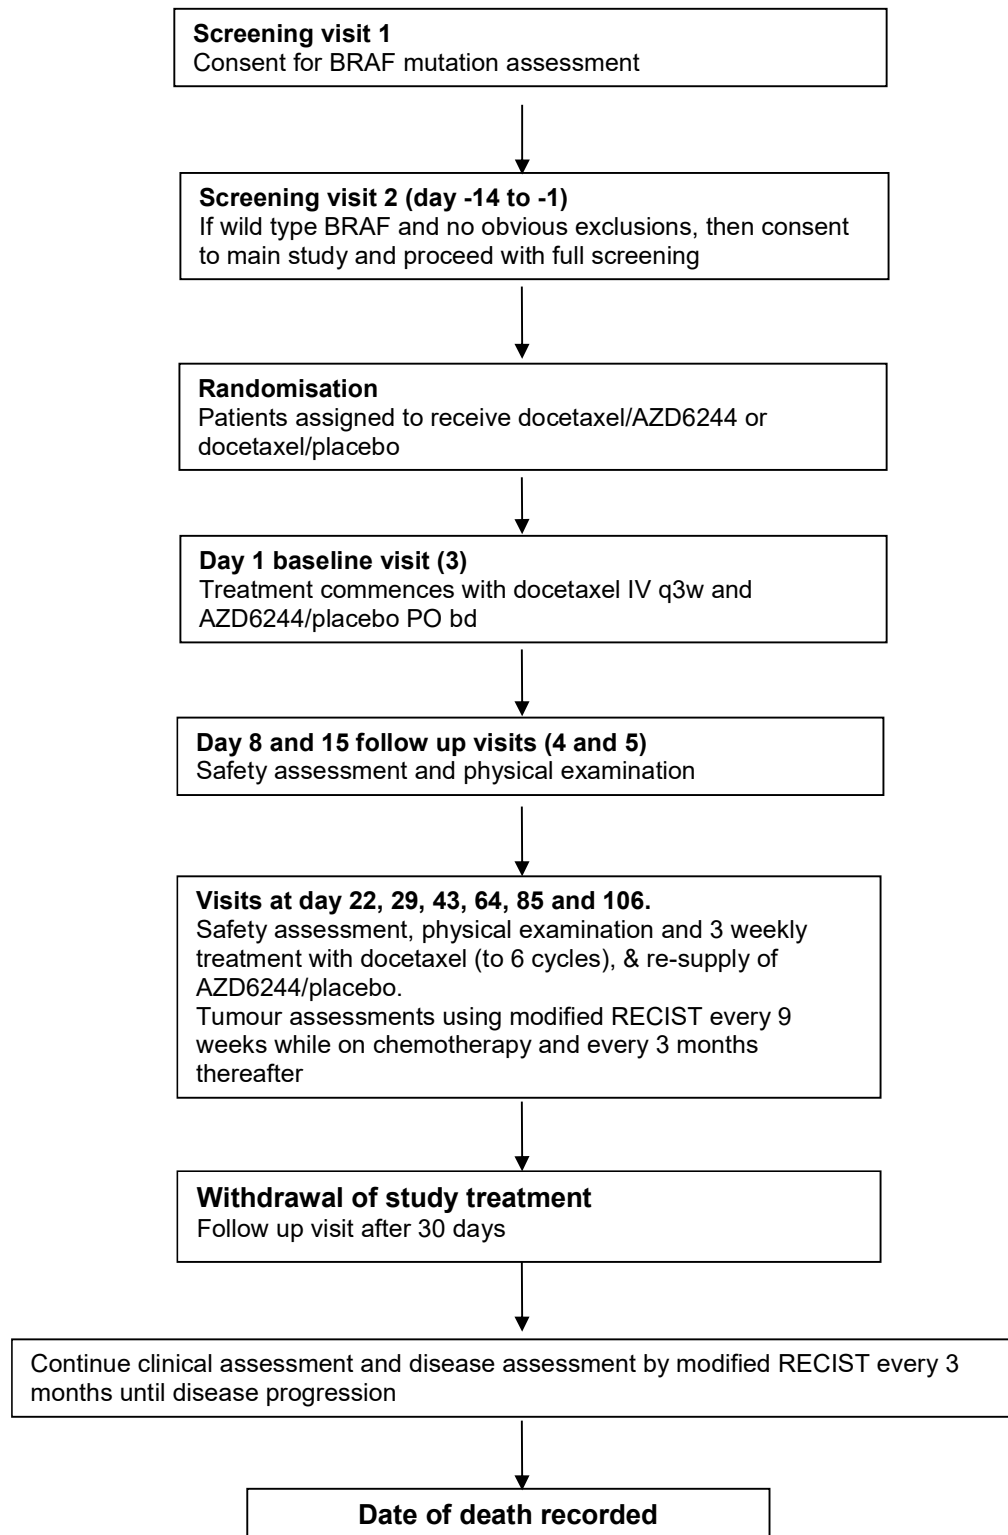 Screening visit 1
Consent for BRAF mutation assessment
Screening visit 2 (day -14 to -1)
If wild type BRAF and no obvious exclusions, then consent
to main study and proceed with full screening
Randomisation
Patients assigned to receive docetaxel/AZD6244 or
docetaxel/placebo
Day 1 baseline visit (3)
Treatment commences with docetaxel IV q3w and
AZD6244/placebo PO bd
Day 8 and 15 follow up visits (4 and 5)
Safety assessment and physical examination
Visits at day 22, 29, 43, 64, 85 and 106.
Safety assessment, physical examination and 3 weekly
treatment with docetaxel (to 6 cycles), & re-supply of
AZD6244/placebo.
Tumour assessments using modified RECIST every 9
weeks while on chemotherapy and every 3 months
thereafter
Withdrawal of study treatment
Follow up visit after 30 days
Continue clinical assessment and disease assessment by modified RECIST every 3
months until disease progression
Date of death recorded